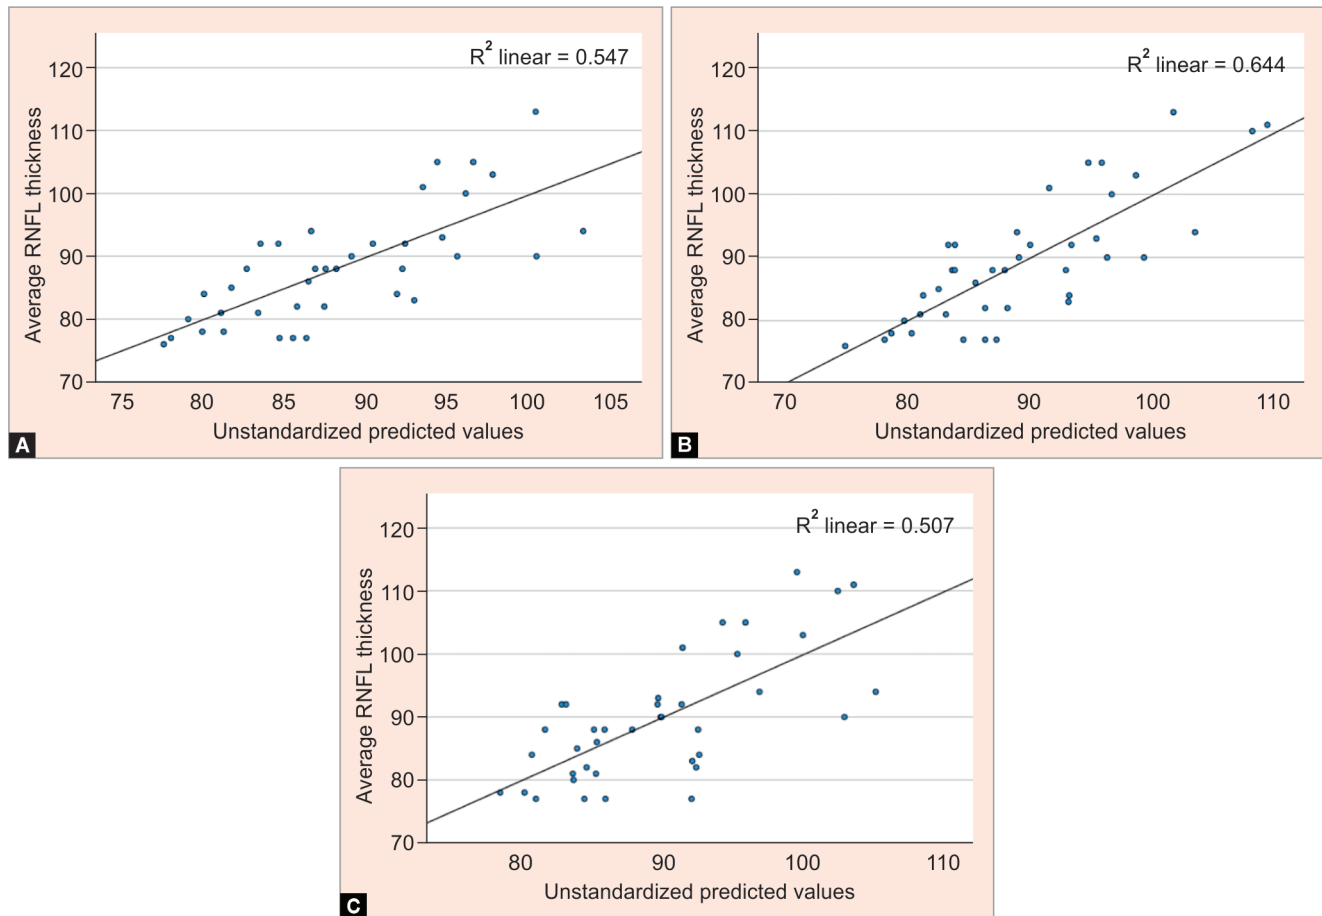 R² linear = 0.547
Average RNFL thickness
120
110
100
90
80
70
75 80 85 90 95 100 105
Unstandardized predicted values
A
R² linear = 0.644
Average RNFL thickness
120
110
100
90
80
70
70 80 90 100 110
Unstandardized predicted values
B
R² linear = 0.507
Average RNFL thickness
120
110
100
90
80
70
80 90 100 110
Unstandardized predicted values
C